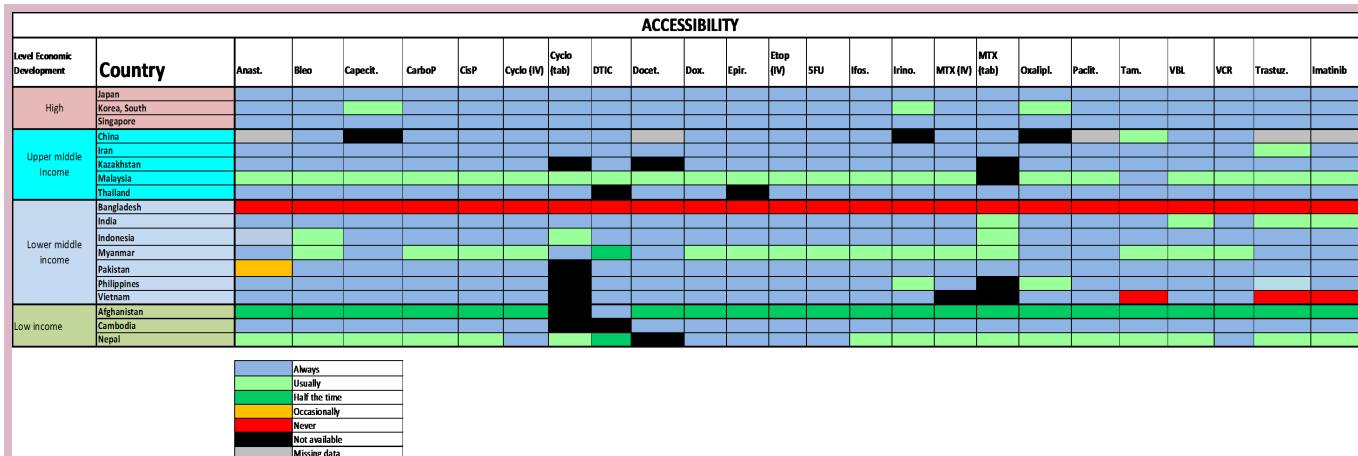 ACCESSIBILITY
Level Economic Development Country Anast. Bleo Capecit. CarboP CisP Cyclo (IV) Cyclo (tab) DTIC Docet. Dox. Epir. Etop (IV) 5FU Ifos. Irino. MTX (IV) MTX (tab) Oxalipl. Paclit. Tam. VBL VCR Trastuz. Imatinib
High
Japan
Korea, South
Singapore
Upper middle Income
China
Iran
Kazakhstan
Malaysia
Thailand
Lower middle income
Bangladesh
India
Indonesia
Myanmar
Pakistan
Philippines
Vietnam
Low income
Afghanistan
Cambodia
Nepal
Always
Usually
Half the time
Occasionally
Never
Not available
Missing data